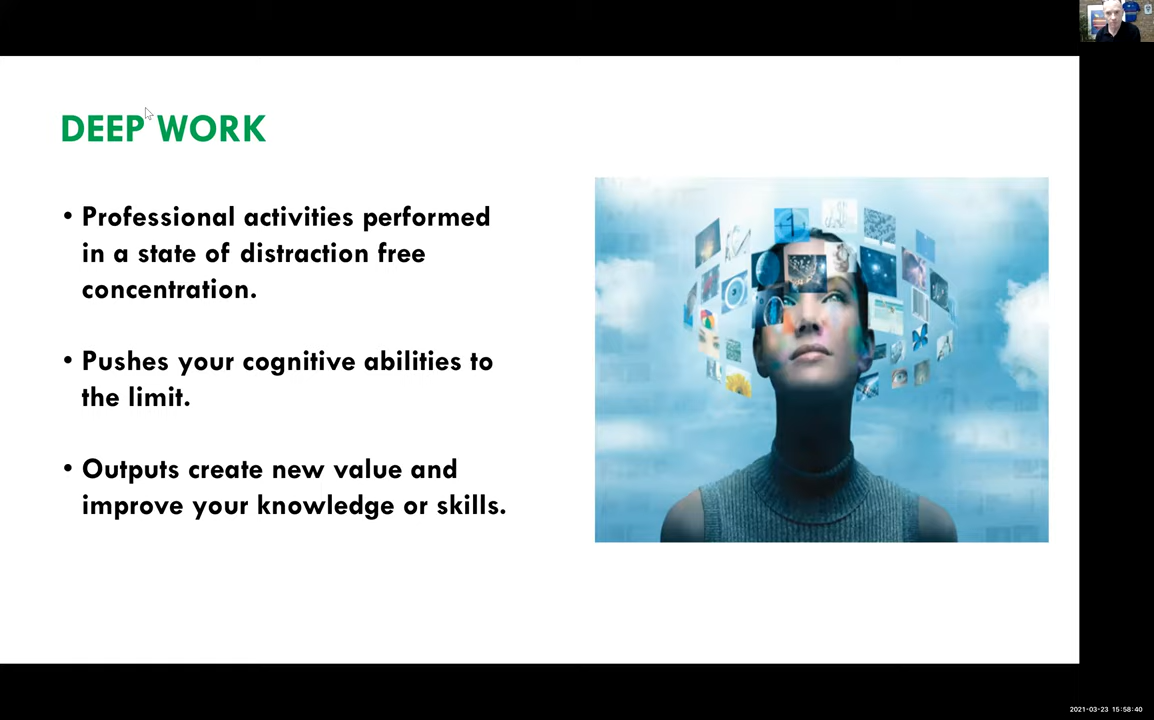 DEEP WORK
• Professional activities performed
in a state of distraction free
concentration.
• Pushes your cognitive abilities to
the limit.
• Outputs create new value and
improve your knowledge or skills.
2021-03-23 15:58:40